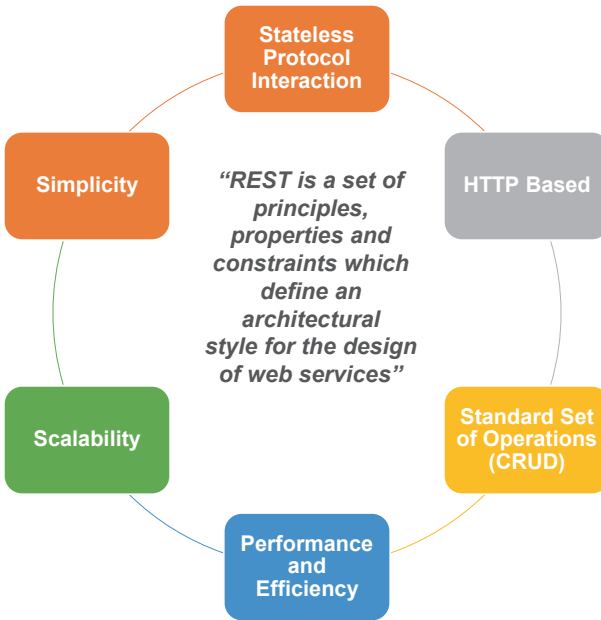 Stateless
Protocol
Interaction
HTTP Based
Standard Set
of Operations
(CRUD)
Performance
and
Efficiency
Scalability
Simplicity
“REST is a set of
principles,
properties and
constraints which
define an
architectural
style for the design
of web services”